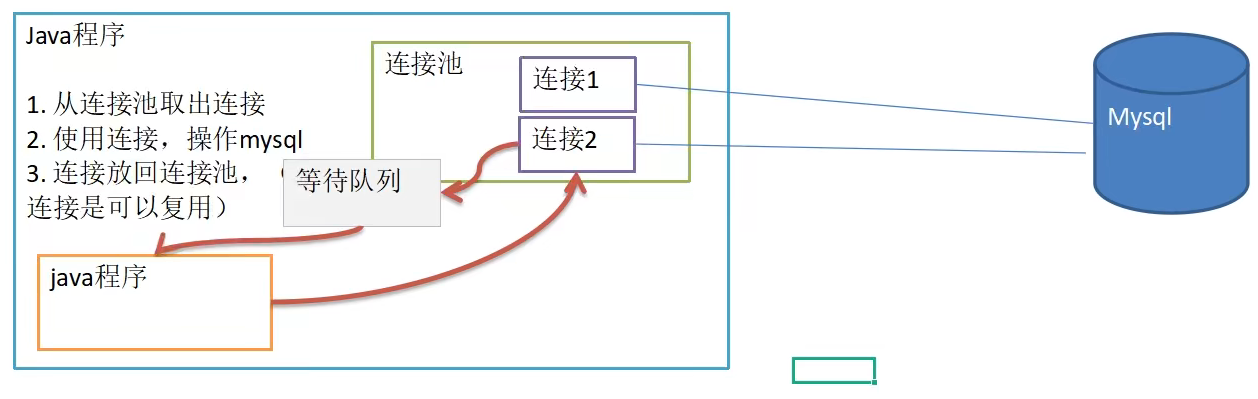 Java程序
1. 从连接池取出连接
2. 使用连接，操作mysql
3. 连接放回连接池，（
连接是可以复用）
连接池
连接1
连接2
等待队列
java程序
Mysql